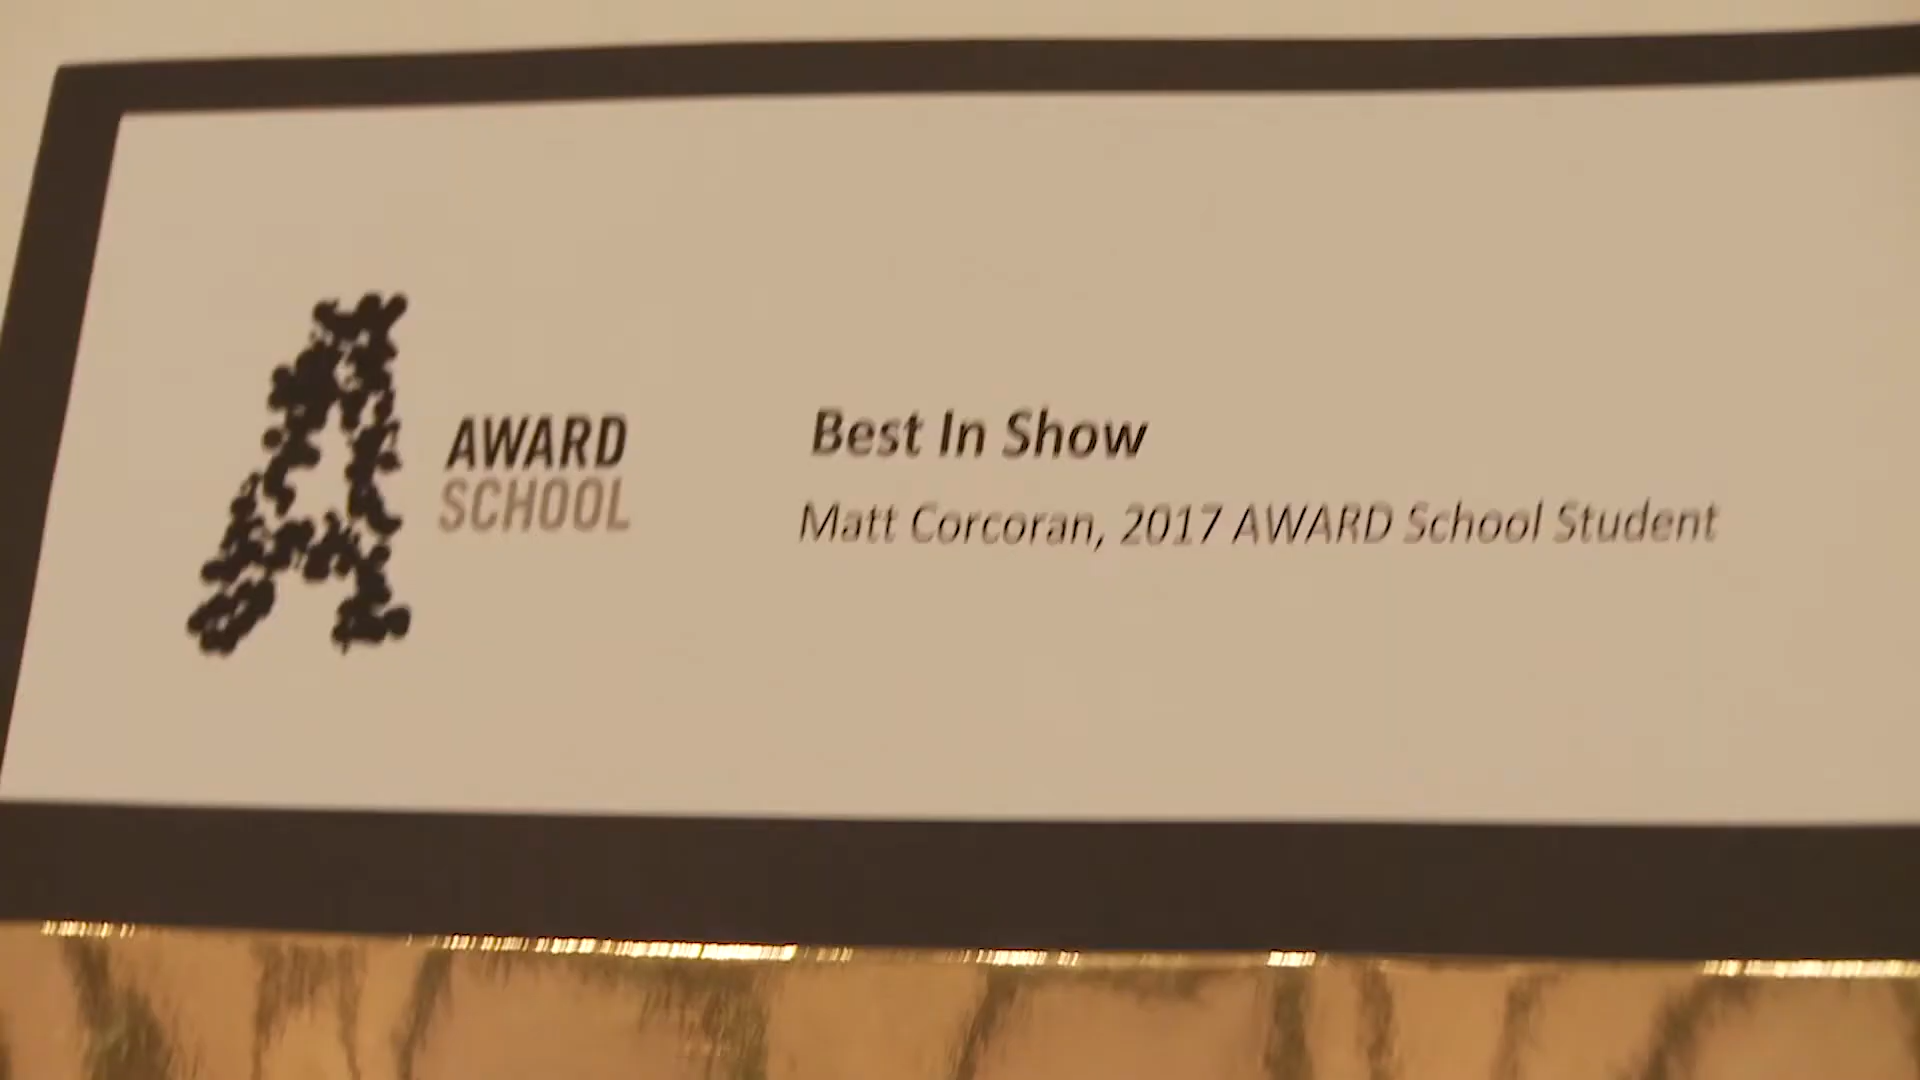 AWARD
SCHOOL
Best In Show
Matt Corcoran, 2017 AWARD School Student